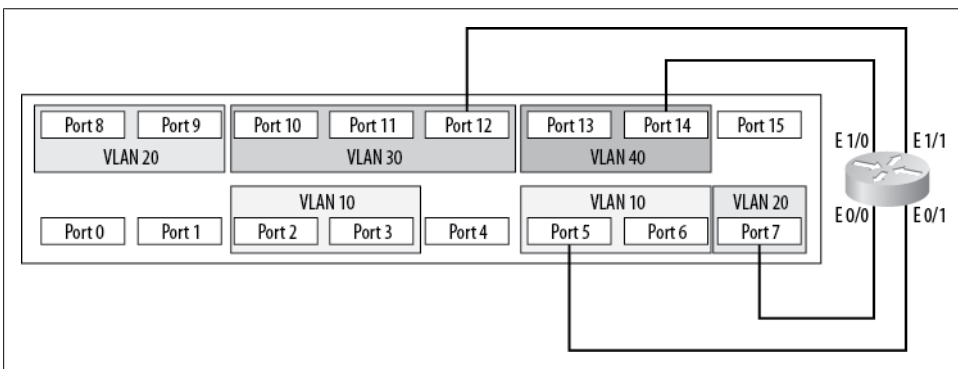 Port 8 Port 9 Port 10 Port 11 Port 12 Port 13 Port 14 Port 15
VLAN 20 VLAN 30 VLAN 40
E 1/0 E 1/1
VLAN 10 VLAN 10 VLAN 20
E 0/0 E 0/1
Port 0 Port 1 Port 2 Port 3 Port 4 Port 5 Port 6 Port 7